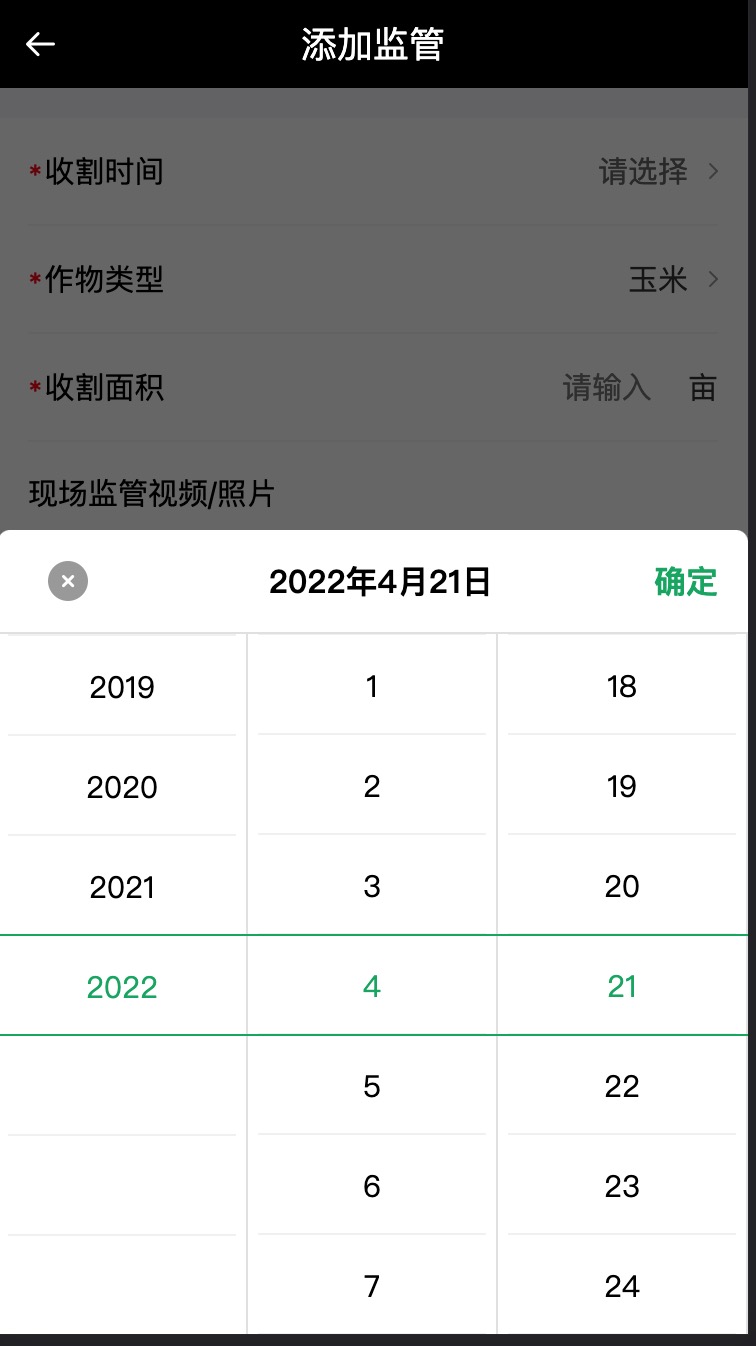 添加监管
*收割时间 请选择
*作物类型 玉米
*收割面积 请输入 亩
现场监管视频/照片
2022年4月21日 确定
2019 1 18
2020 2 19
2021 3 20
2022 4 21
5 22
6 23
7 24